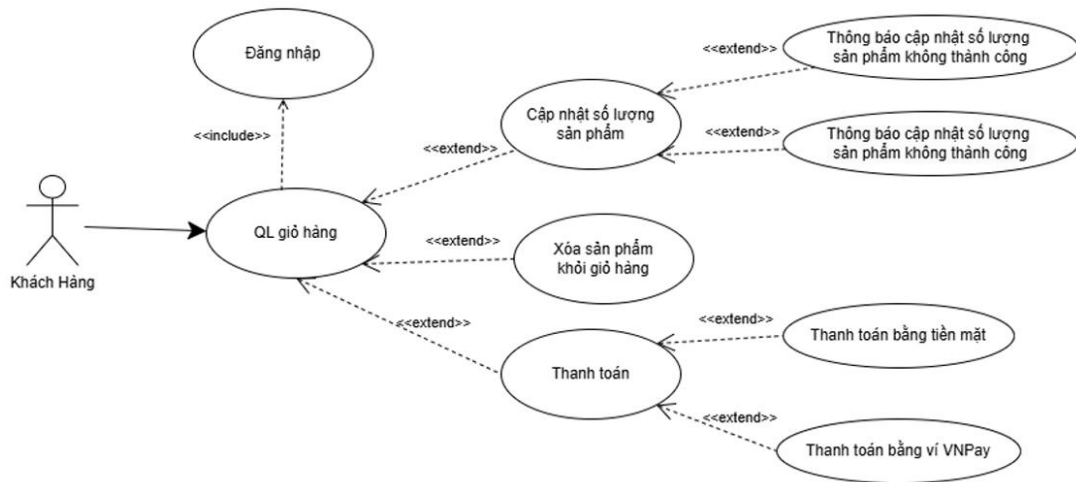 Đăng nhập
<<include>>
QL giỏ hàng
Khách Hàng
<<extend>>
Cập nhật số lượng
sản phẩm
<<extend>>
Thông báo cập nhật số lượng
sản phẩm không thành công
<<extend>>
Thông báo cập nhật số lượng
sản phẩm không thành công
<<extend>>
Xóa sản phẩm
khỏi giỏ hàng
<<extend>>
Thanh toán
<<extend>>
Thanh toán bằng tiền mặt
<<extend>>
Thanh toán bằng ví VNPay